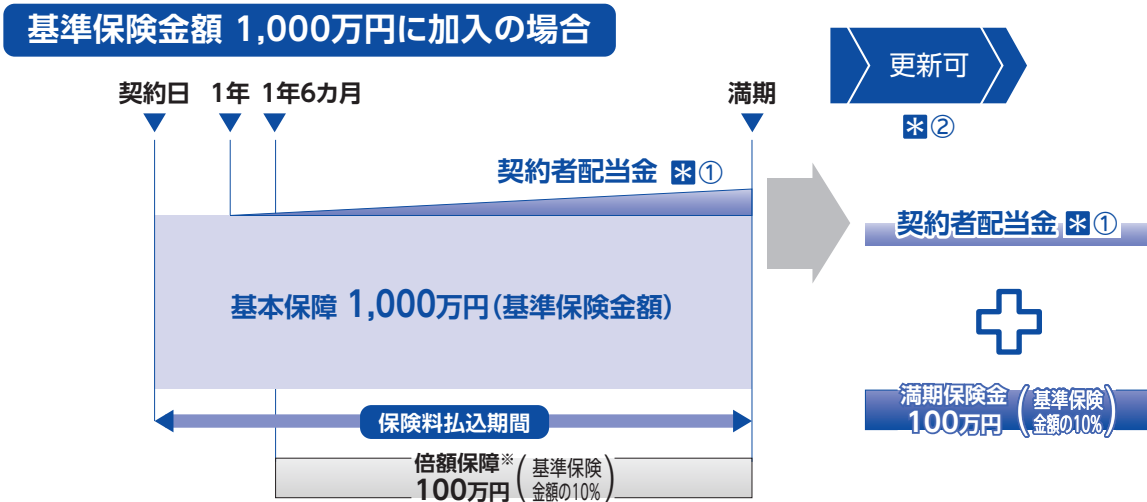 基準保険金額 1,000万円に加入の場合
更新可
*②
契約日 1年 1年6カ月 満期
契約者配当金 *①
基本保障 1,000万円(基準保険金額)
保険料払込期間
倍額保障※
100万円
(基準保険
金額の10%)
契約者配当金 *①
満期保険金
100万円
(基準保険
金額の10%)